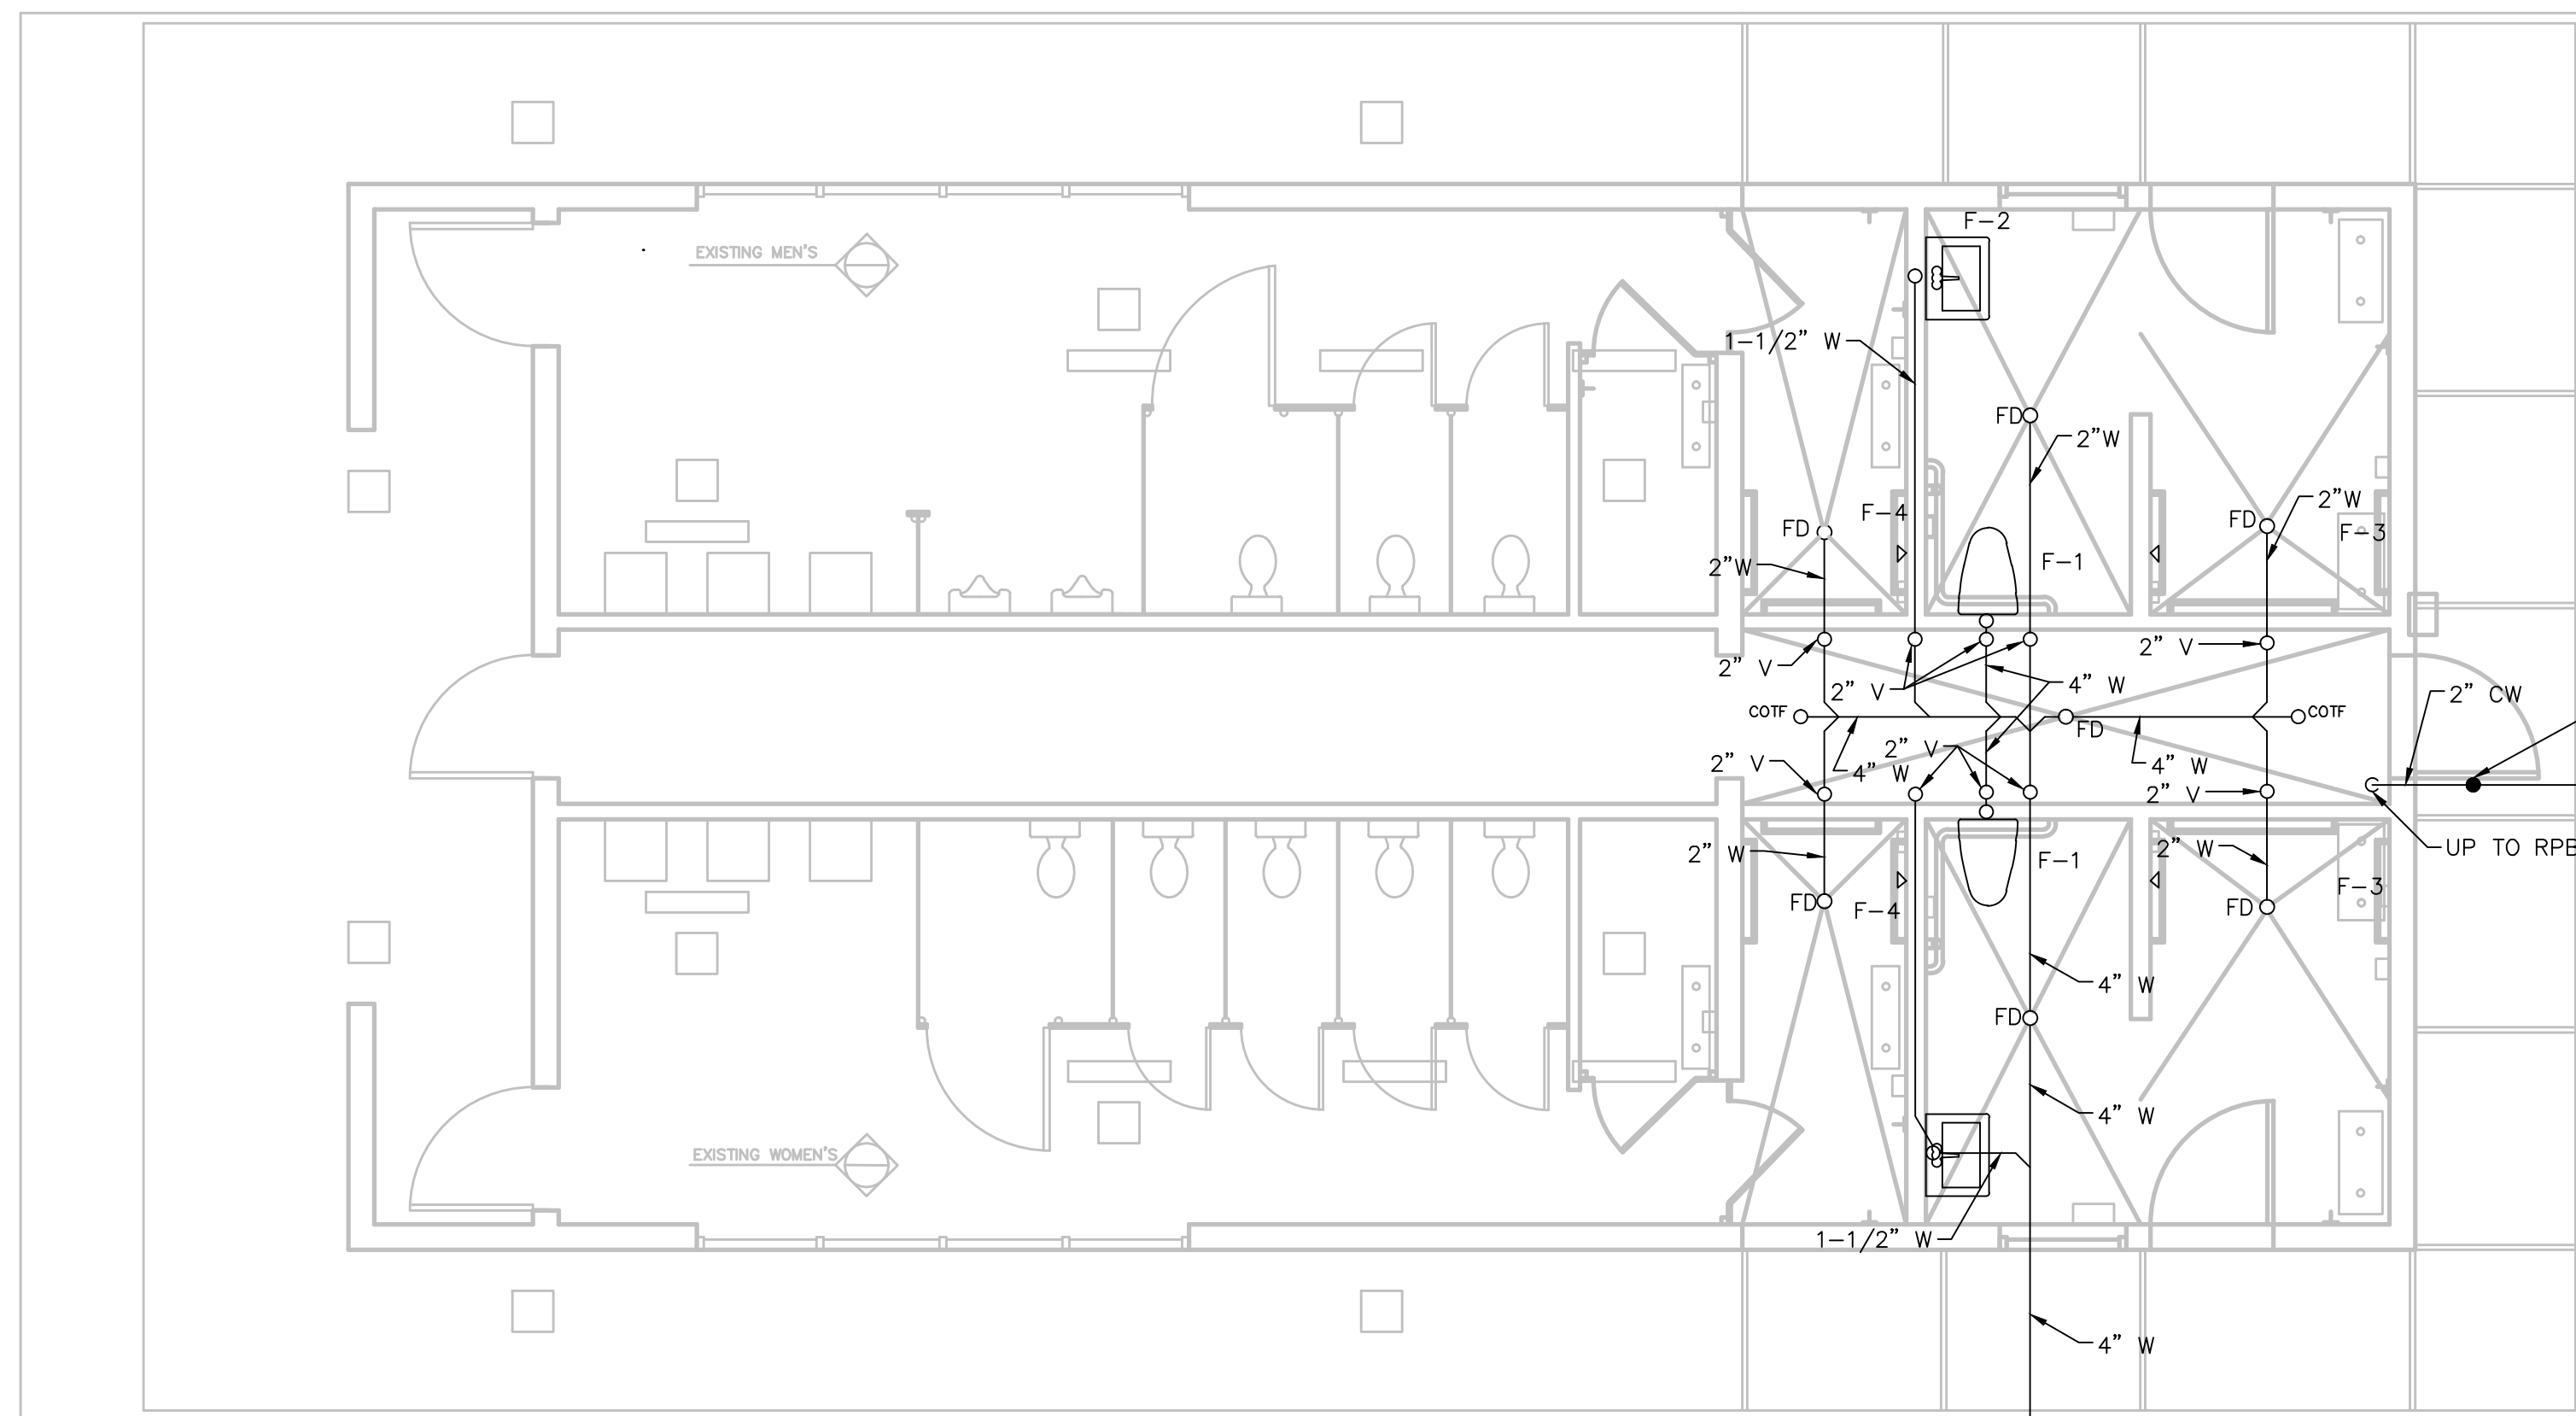 F-2
EXISTING MEN'S
1-1/2" W
FD
2"W
2"W
FD
F-4
FD
F-3
2"W
F-1
2" V
2" V
4" W
2" V
2" CW
COTF
COTF
FD
2" V
2" V
4" W
4" W
2" V
UP TO RPB
2" W
F-1
2" W
F-3
FD
F-4
FD
4" W
FD
4" W
EXISTING WOMEN'S
1-1/2" W
4" W